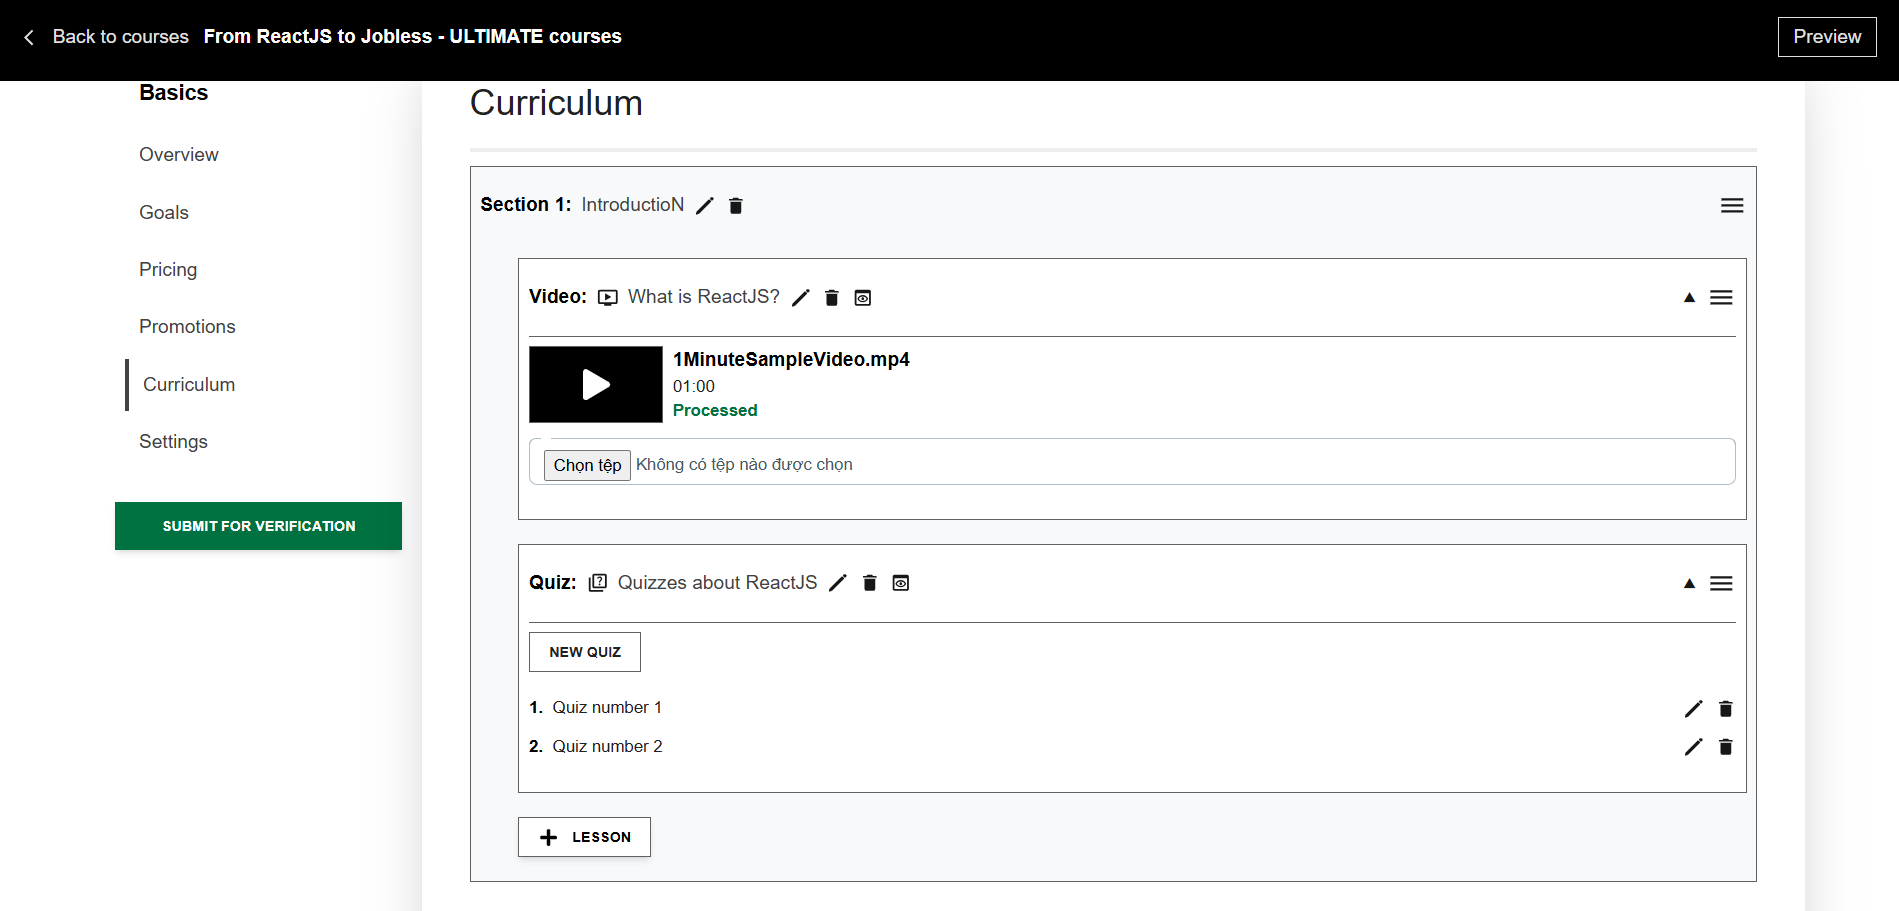 Back to courses From ReactJS to Jobless - ULTIMATE courses Preview
Basics
Overview
Goals
Pricing
Promotions
Curriculum
Settings
SUBMIT FOR VERIFICATION
Curriculum
Section 1: IntroductioN
Video: What is ReactJS?
1MinuteSampleVideo.mp4
01:00
Processed
Chọn tệp Không có tệp nào được chọn
Quiz: Quizzes about ReactJS
NEW QUIZ
1. Quiz number 1
2. Quiz number 2
LESSON